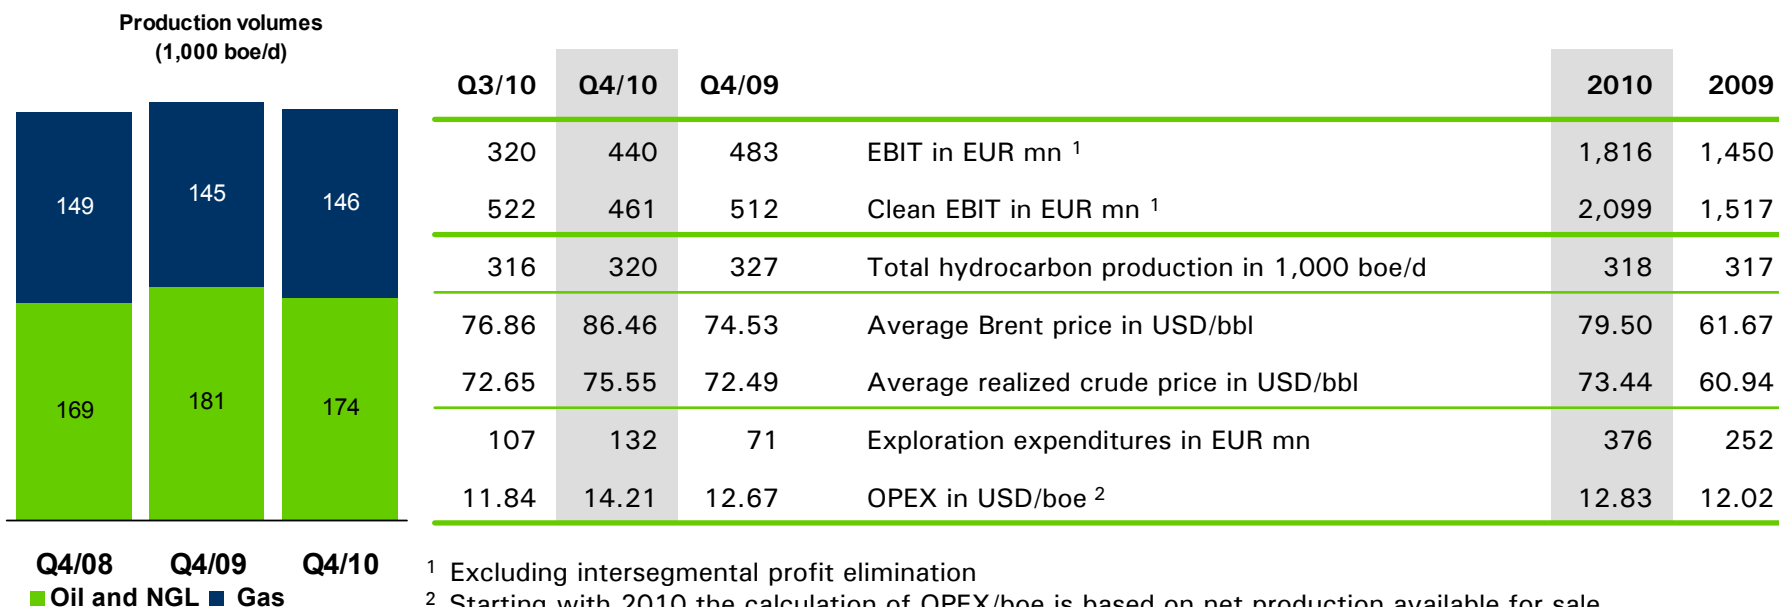 Production volumes
(1,000 boe/d)
149
145
146
169
181
174
Q4/08 Q4/09 Q4/10
Oil and NGL Gas
Q3/10 Q4/10 Q4/09 2010 2009
320 440 483 EBIT in EUR mn 1 1,816 1,450
522 461 512 Clean EBIT in EUR mn 1 2,099 1,517
316 320 327 Total hydrocarbon production in 1,000 boe/d 318 317
76.86 86.46 74.53 Average Brent price in USD/bbl 79.50 61.67
72.65 75.55 72.49 Average realized crude price in USD/bbl 73.44 60.94
107 132 71 Exploration expenditures in EUR mn 376 252
11.84 14.21 12.67 OPEX in USD/boe 2 12.83 12.02
1 Excluding intersegmental profit elimination
2 Starting with 2010 the calculation of OPEX/boe is based on net production available for sale